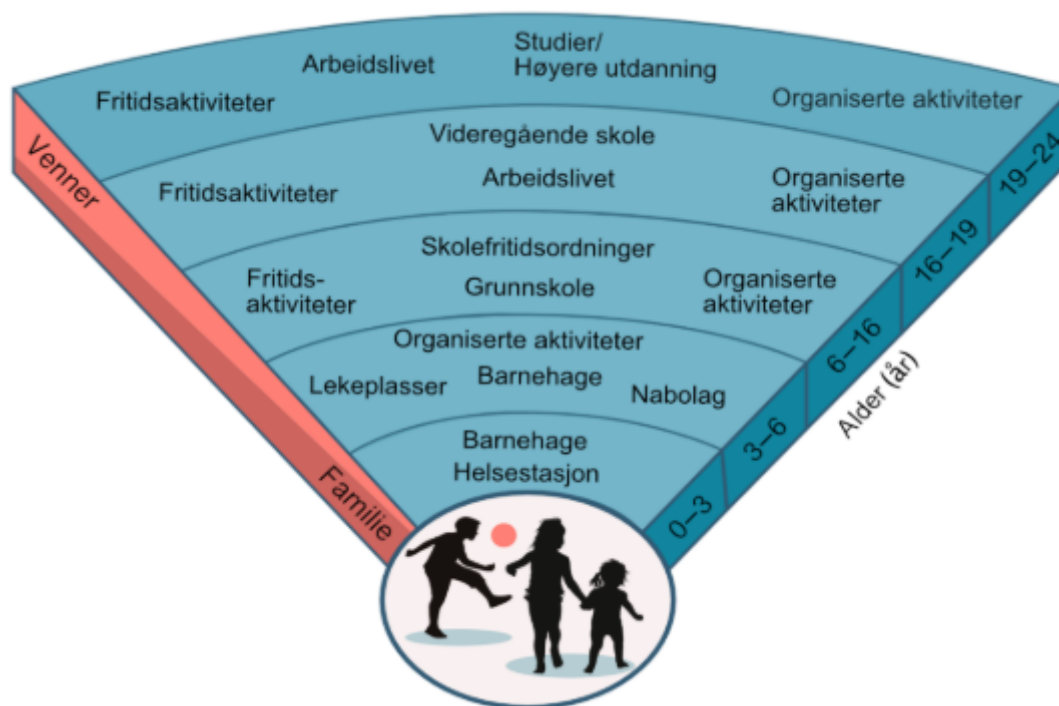 Studier/
Arbeidslivet
Høyere utdanning
Fritidsaktiviteter
Organiserte aktiviteter
Videregående skole
Fritidsaktiviteter
Arbeidslivet
Organiserte
aktiviteter
Skolefritidsordninger
Fritids-
aktiviteter
Grunnskole
Organiserte
aktiviteter
Organiserte aktiviteter
Lekeplasser
Barnehage
Nabolag
Barnehage
Helsestasjon
Venner
Familie
19–24
16–19
6–16
3–6
0–3
Alder (år)